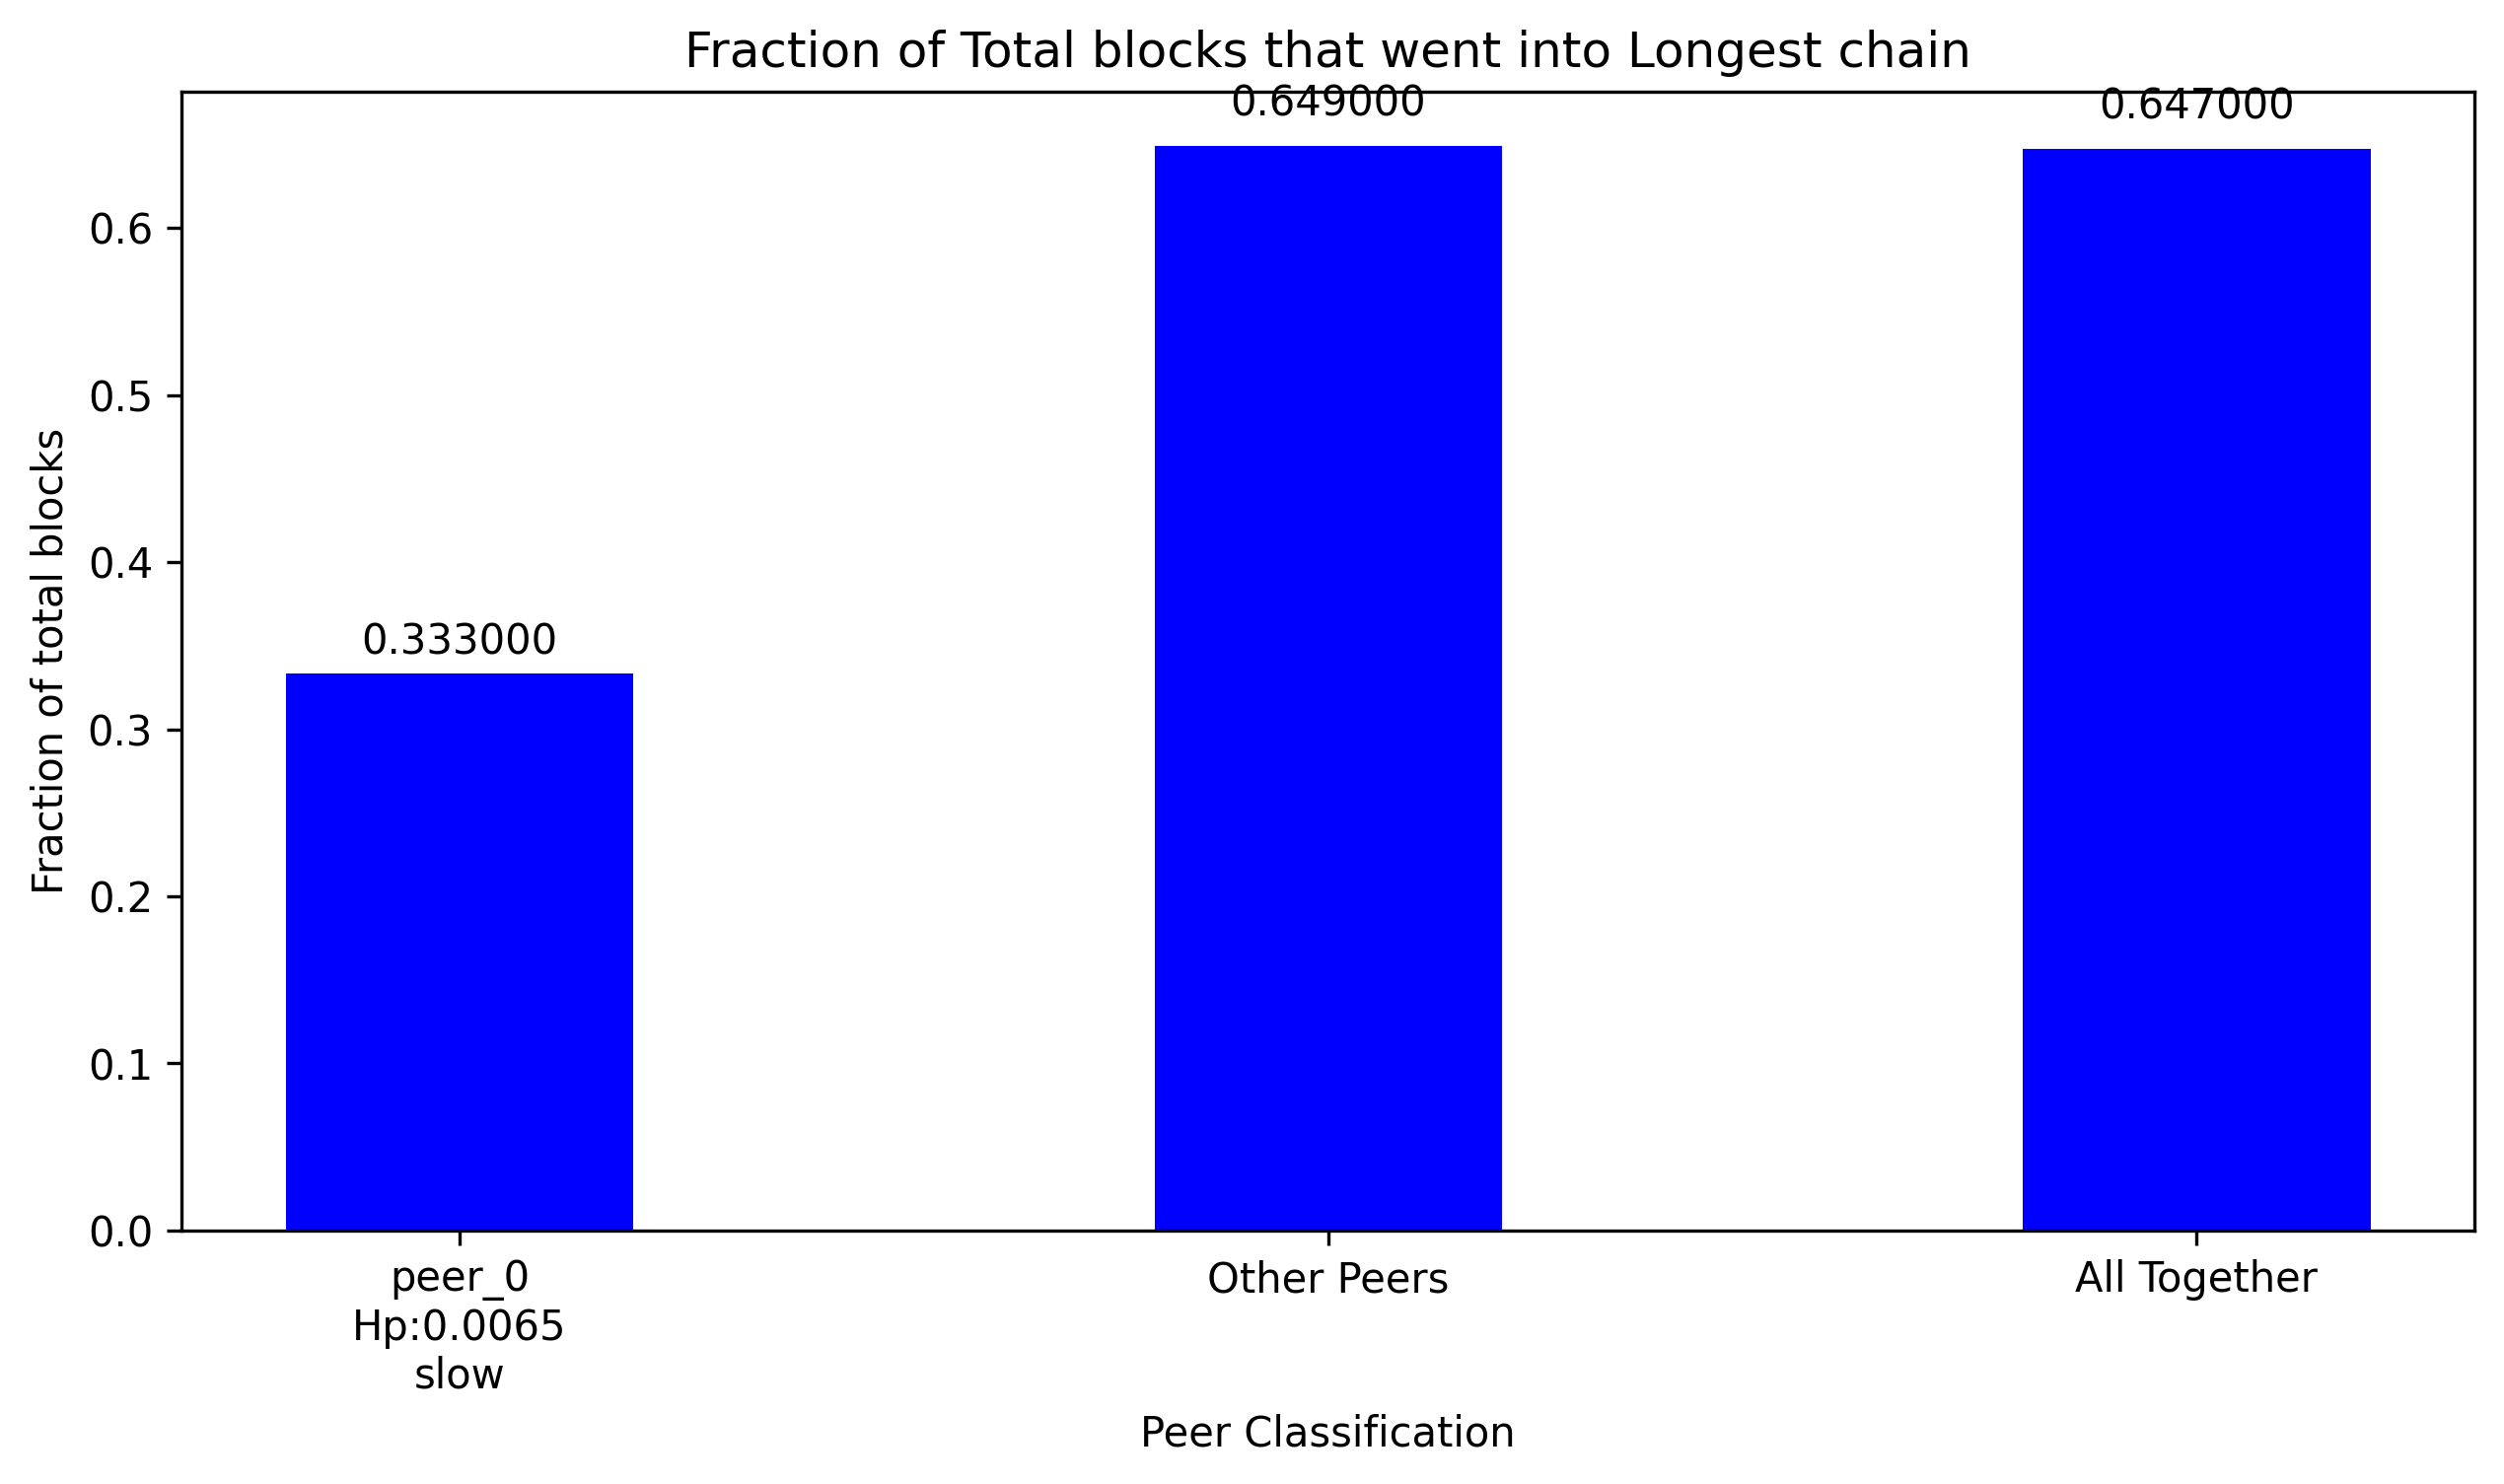 Fraction of Total blocks that went into Longest chain
0.649000
0.647000
0.333000
0.6
0.5
0.4
0.3
0.2
0.1
0.0
Fraction of total blocks
peer_0
Hp:0.0065
slow
Other Peers
All Together
Peer Classification